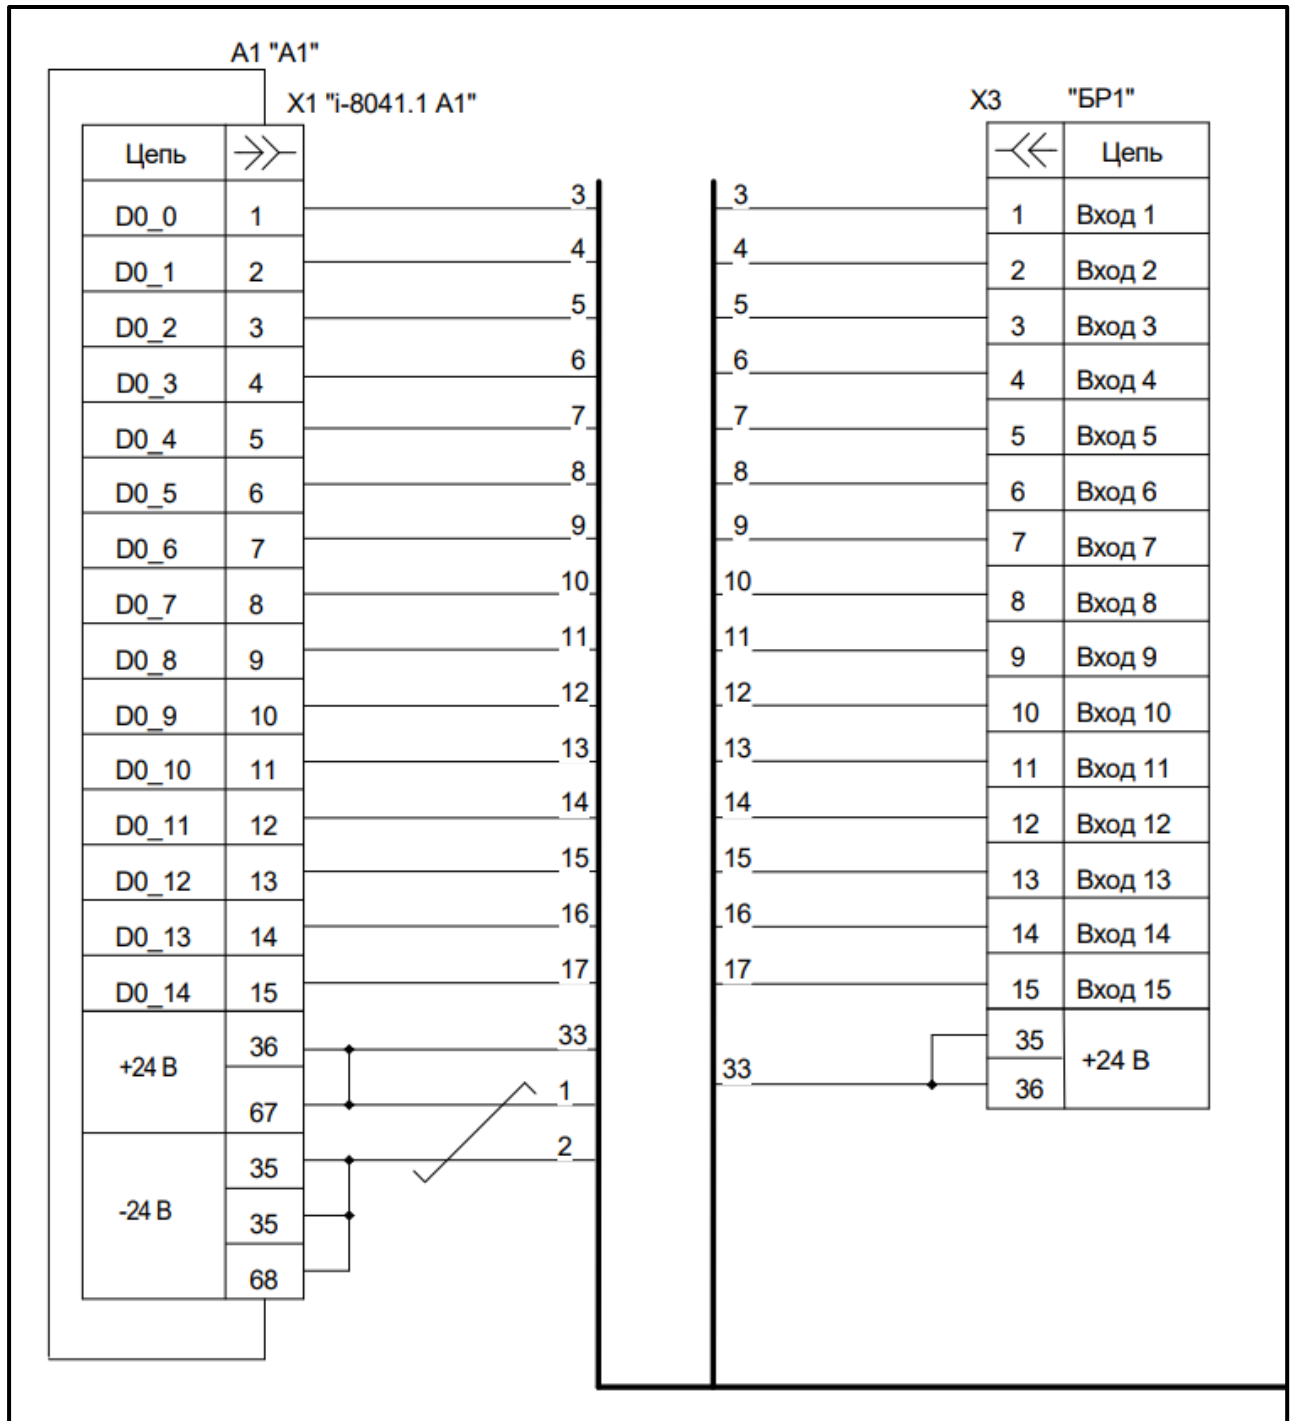 А1 "А1"
Х1 "i-8041.1 А1"
Х3 "БР1"
Цепь
Цепь
D0_0 1 3 3 1 Вход 1
D0_1 2 4 4 2 Вход 2
D0_2 3 5 5 3 Вход 3
D0_3 4 6 6 4 Вход 4
D0_4 5 7 7 5 Вход 5
D0_5 6 8 8 6 Вход 6
D0_6 7 9 9 7 Вход 7
D0_7 8 10 10 8 Вход 8
D0_8 9 11 11 9 Вход 9
D0_9 10 12 12 10 Вход 10
D0_10 11 13 13 11 Вход 11
D0_11 12 14 14 12 Вход 12
D0_12 13 15 15 13 Вход 13
D0_13 14 16 16 14 Вход 14
D0_14 15 17 17 15 Вход 15
+24 В 36 33 33 35 +24 В
67 1 36
-24 В 35 2
35
68